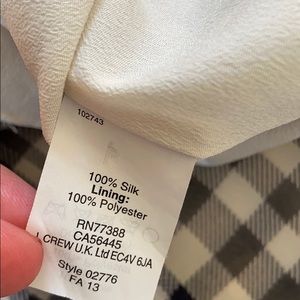 102743
100% Silk
Lining:
100% Polyester
RN77388
CA56445
J.CREW U.K. Ltd EC4V 6JA
Style 02776
FA 13